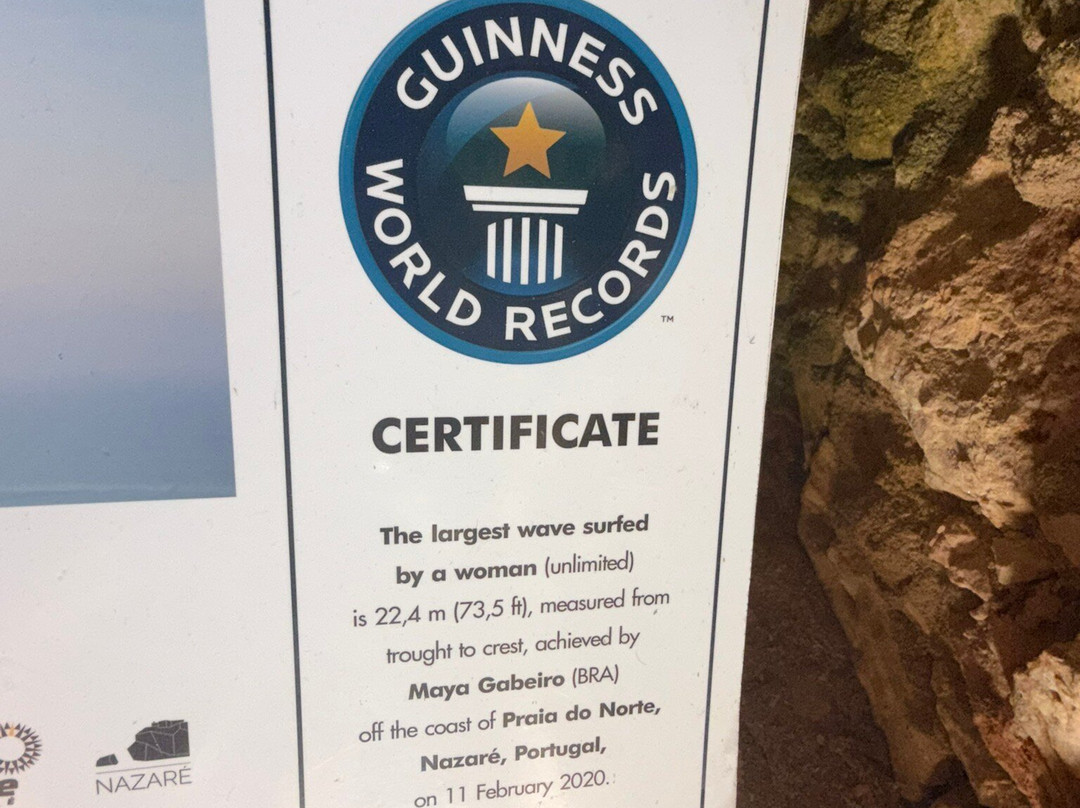 GUINNESS
WORLD RECORDS
TM
CERTIFICATE
The largest wave surfed
by a woman (unlimited)
is 22,4 m (73,5 ft), measured from
trought to crest, achieved by
Maya Gabeiro (BRA)
off the coast of Praia do Norte,
Nazaré, Portugal,
on 11 February 2020.
NAZARÉ